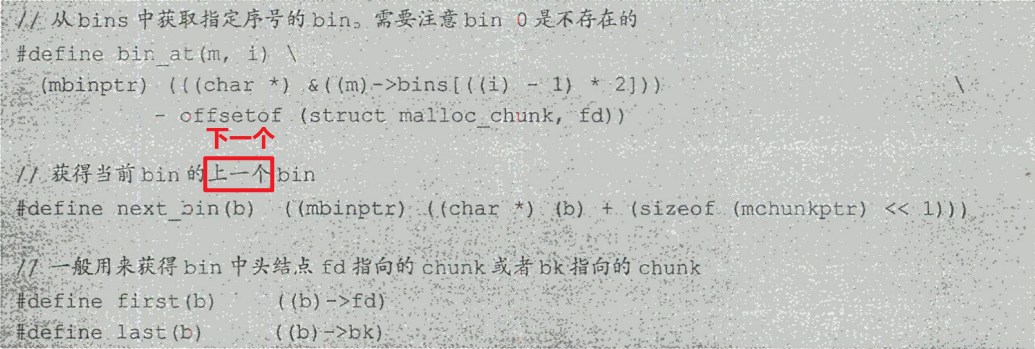 // 从bins中获取指定序号的bin。需要注意bin 0是不存在的
#define bin_at(m, i) \
(mbinptr) (((char *) &((m)->bins[((i) - 1) * 2])) \
- offsetof (struct malloc_chunk, fd))
下一个
// 获得当前bin的上一个bin
#define next_bin(b) ((mbinptr) ((char *) (b) + (sizeof (mchunkptr) << 1)))
// 一般用来获得bin中头结点fd指向的chunk或者bk指向的chunk
#define first(b) ((b)->fd)
#define last(b) ((b)->bk)